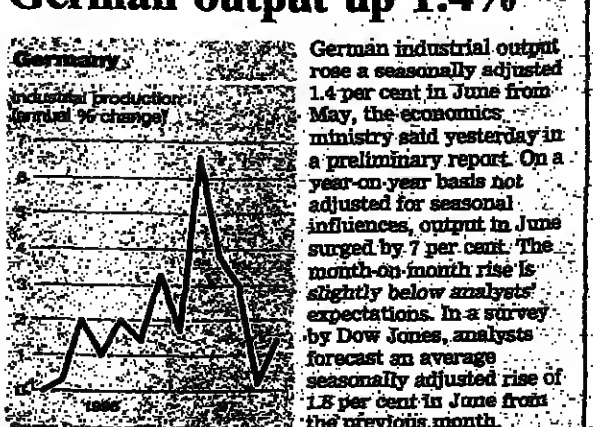 German output up 1.4%
Germany
Industrial production
(annual % change)
7
6
5
4
3
2
1
0
1996
German industrial output
rose a seasonally adjusted
1.4 per cent in June from
May, the economics
ministry said yesterday in
a preliminary report. On a
year-on-year basis not
adjusted for seasonal
influences, output in June
surged by 7 per cent. The
month-on-month rise is
slightly below analysts'
expectations. In a survey
by Dow Jones, analysts
forecast an average
seasonally adjusted rise of
1.8 per cent in June from
the previous month.